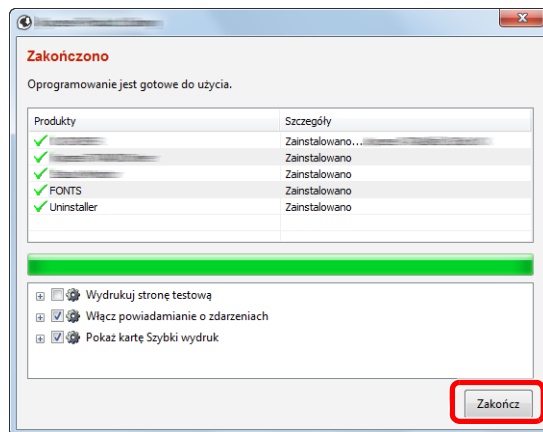 Zakończono
Oprogramowanie jest gotowe do użycia.
Produkty Szczegóły
Zainstalowano...
Zainstalowano
Zainstalowano
FONTS Zainstalowano
Uninstaller Zainstalowano
Wydrukuj stronę testową
Włącz powiadamianie o zdarzeniach
Pokaż kartę Szybki wydruk
Zakończ